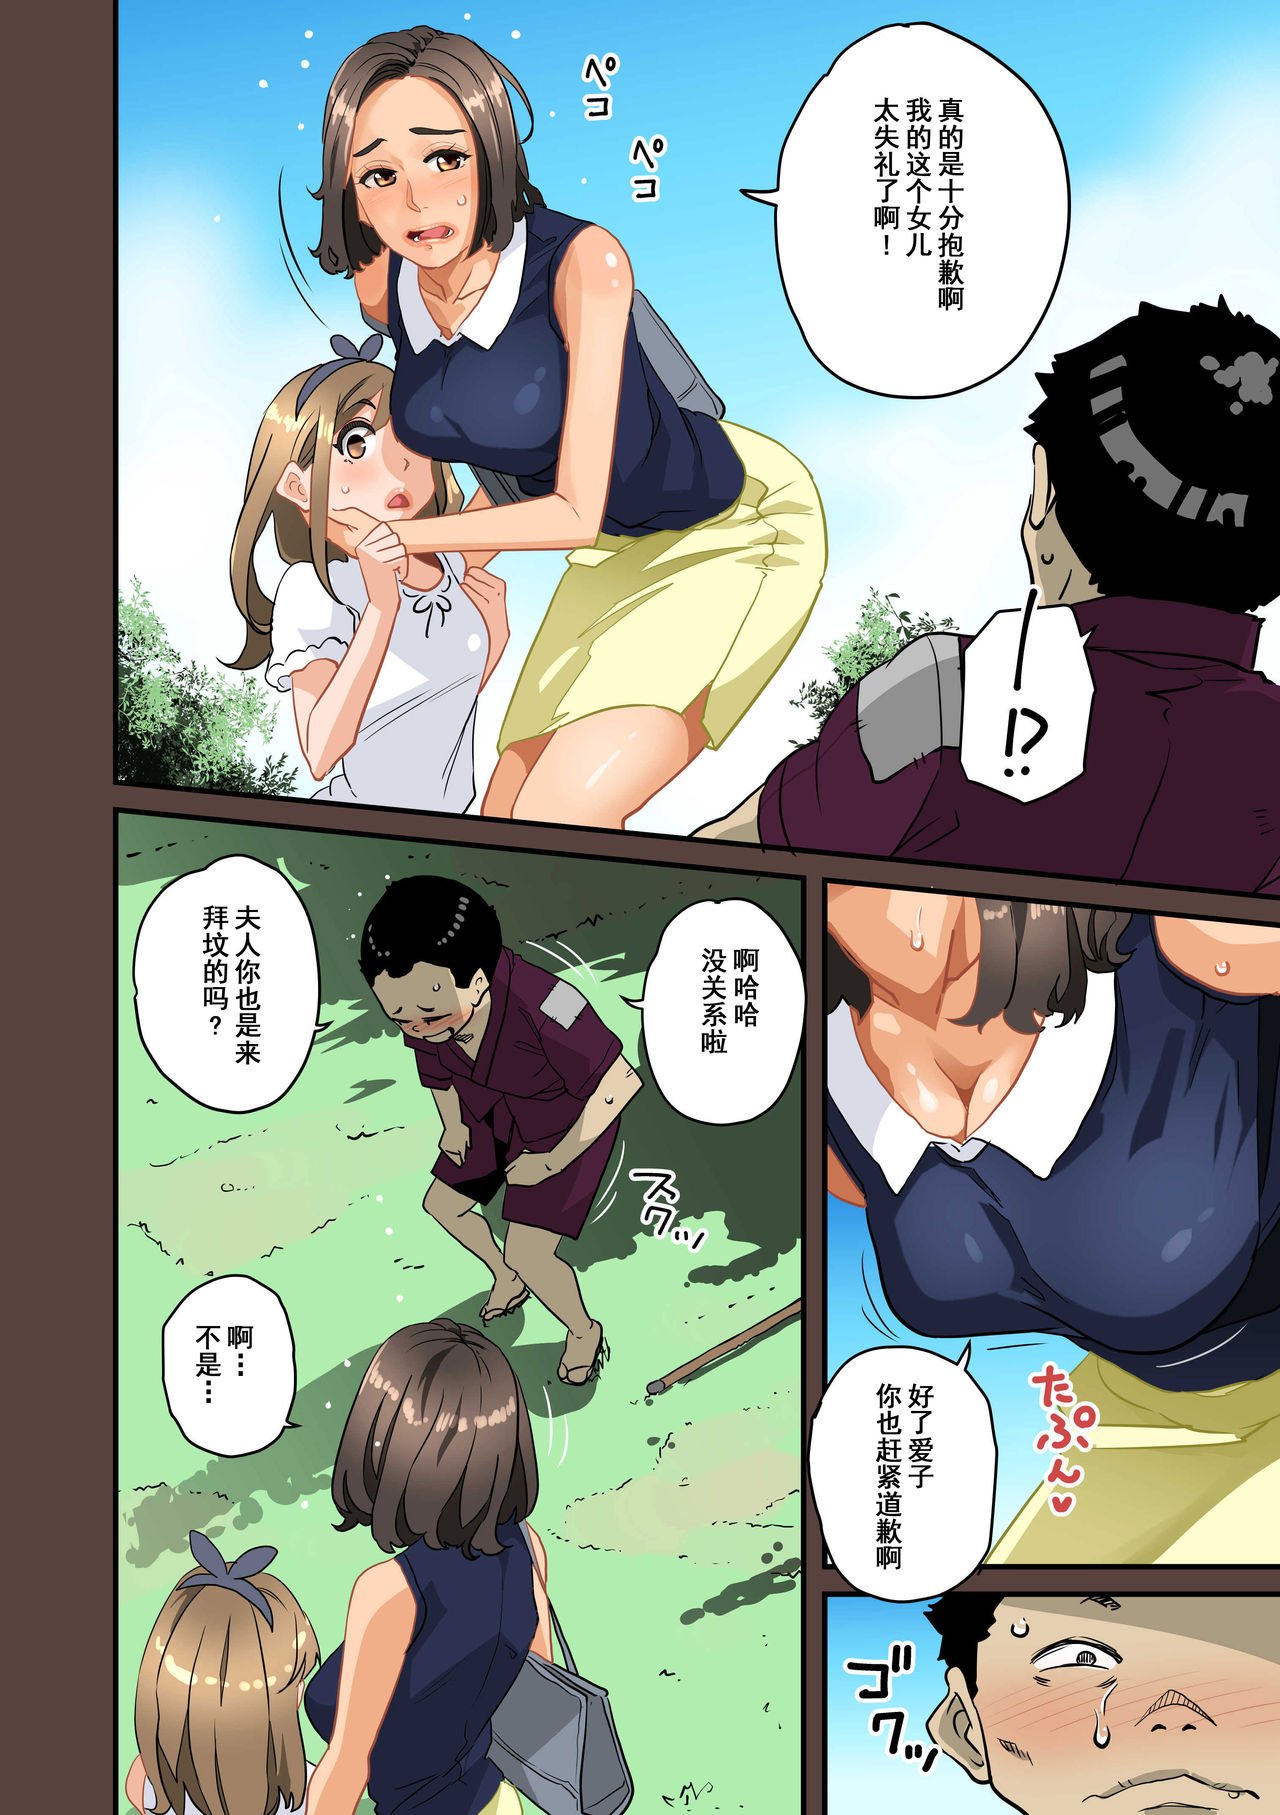 真的是十分抱歉啊
我的这个女儿
太失礼了啊！
ペコ
ペコ
！？
好了爱子
你也赶紧道歉啊
たぷん♥
ゴクッ
啊哈哈
没关系啦
夫人你也是来
拜坟的吗？
スクッ
啊…
不是…